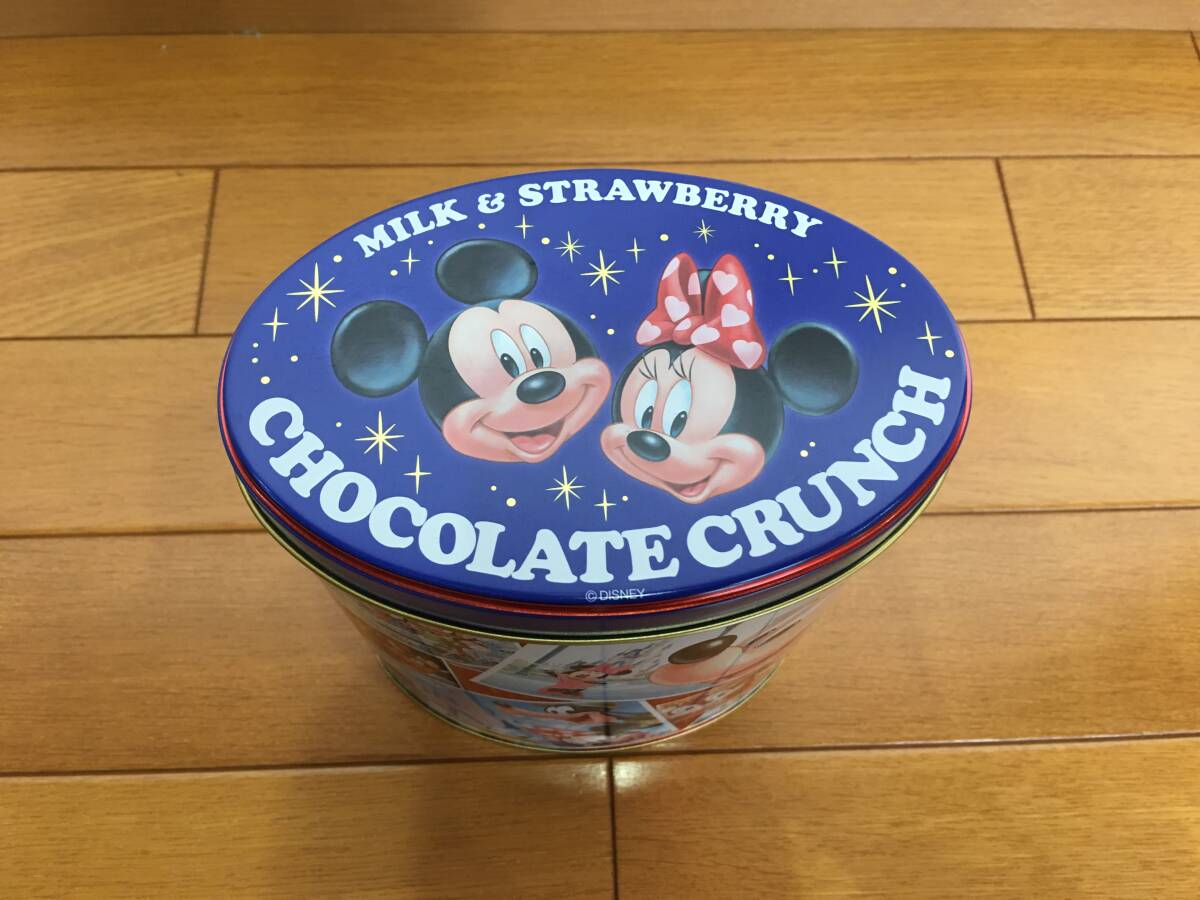 MILK & STRAWBERRY
CHOCOLATE CRUNCH
© DISNEY